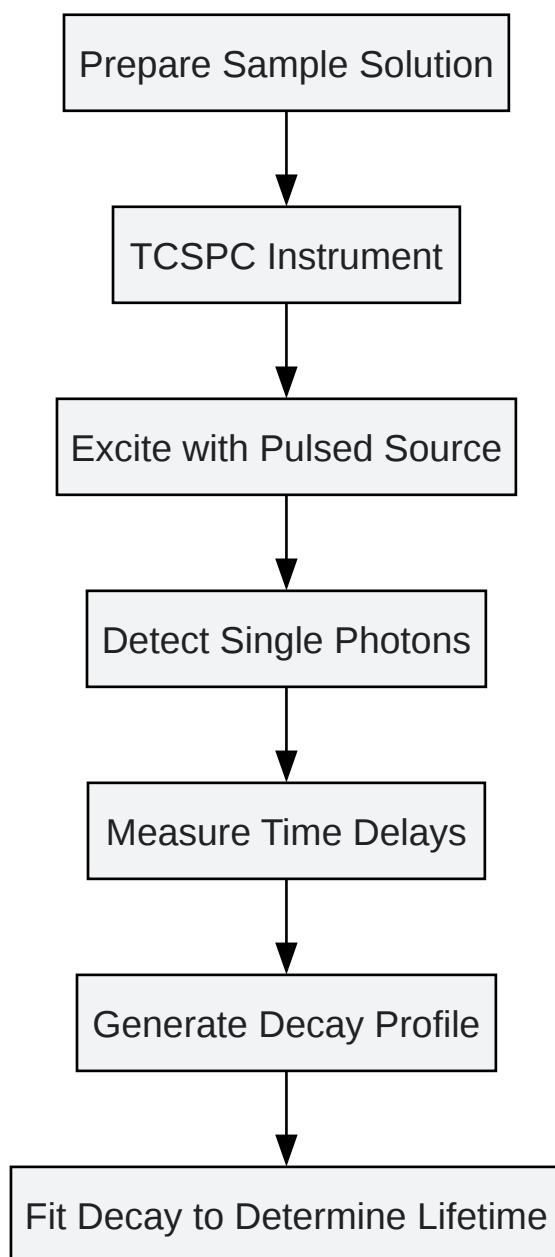 Prepare Sample Solution
TCSPC Instrument
Excite with Pulsed Source
Detect Single Photons
Measure Time Delays
Generate Decay Profile
Fit Decay to Determine Lifetime